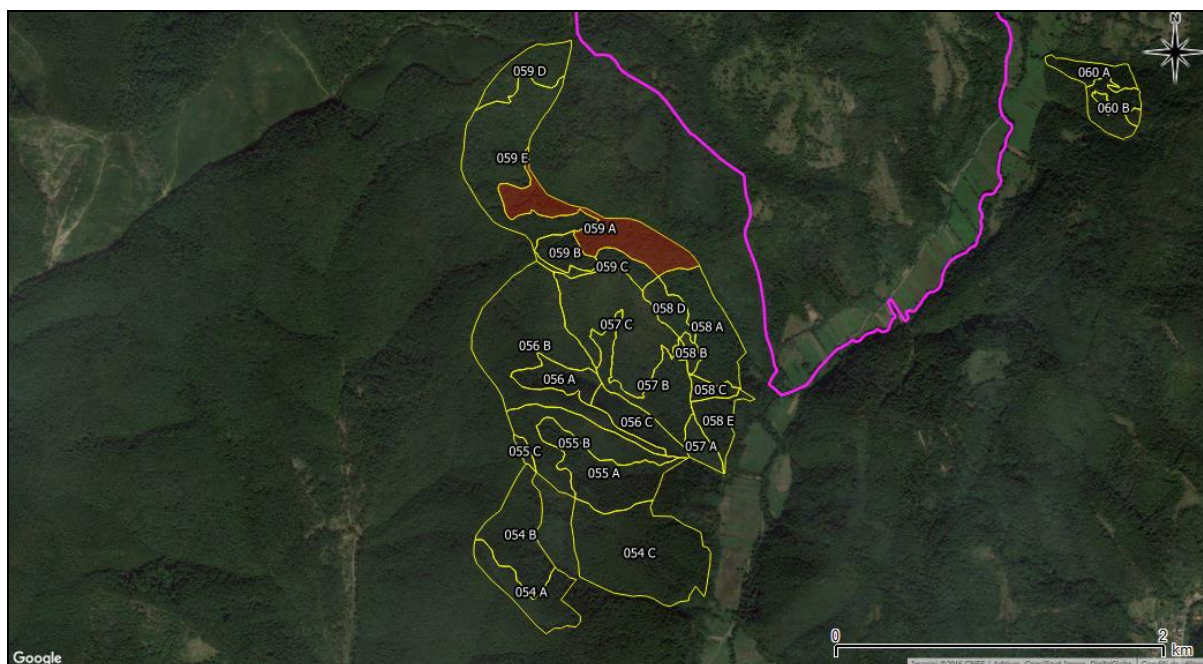 N
059 D
060 A
060 B
059 E
059 A
059 B
059 C
058 D
057 C
058 A
056 B
058 B
056 A
057 B
058 C
056 C
058 E
055 B
057 A
055 C
055 A
054 B
054 C
054 A
0 2
km
Google